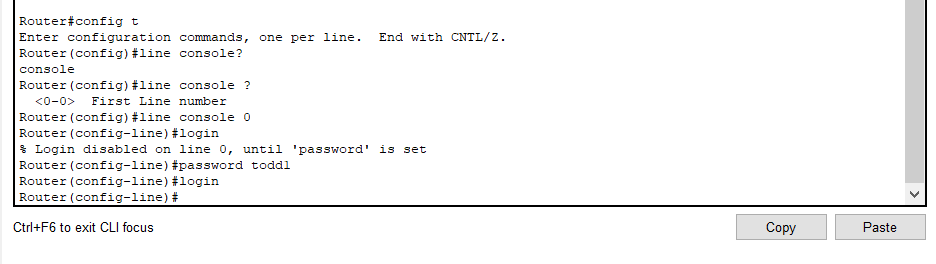 Router#config t
Enter configuration commands, one per line.  End with CNTL/Z.
Router(config)#line console?
console
Router(config)#line console ?
  <0-0>  First Line number
Router(config)#line console 0
Router(config-line)#login
% Login disabled on line 0, until 'password' is set
Router(config-line)#password todd1
Router(config-line)#login
Router(config-line)#
Ctrl+F6 to exit CLI focus
Copy
Paste